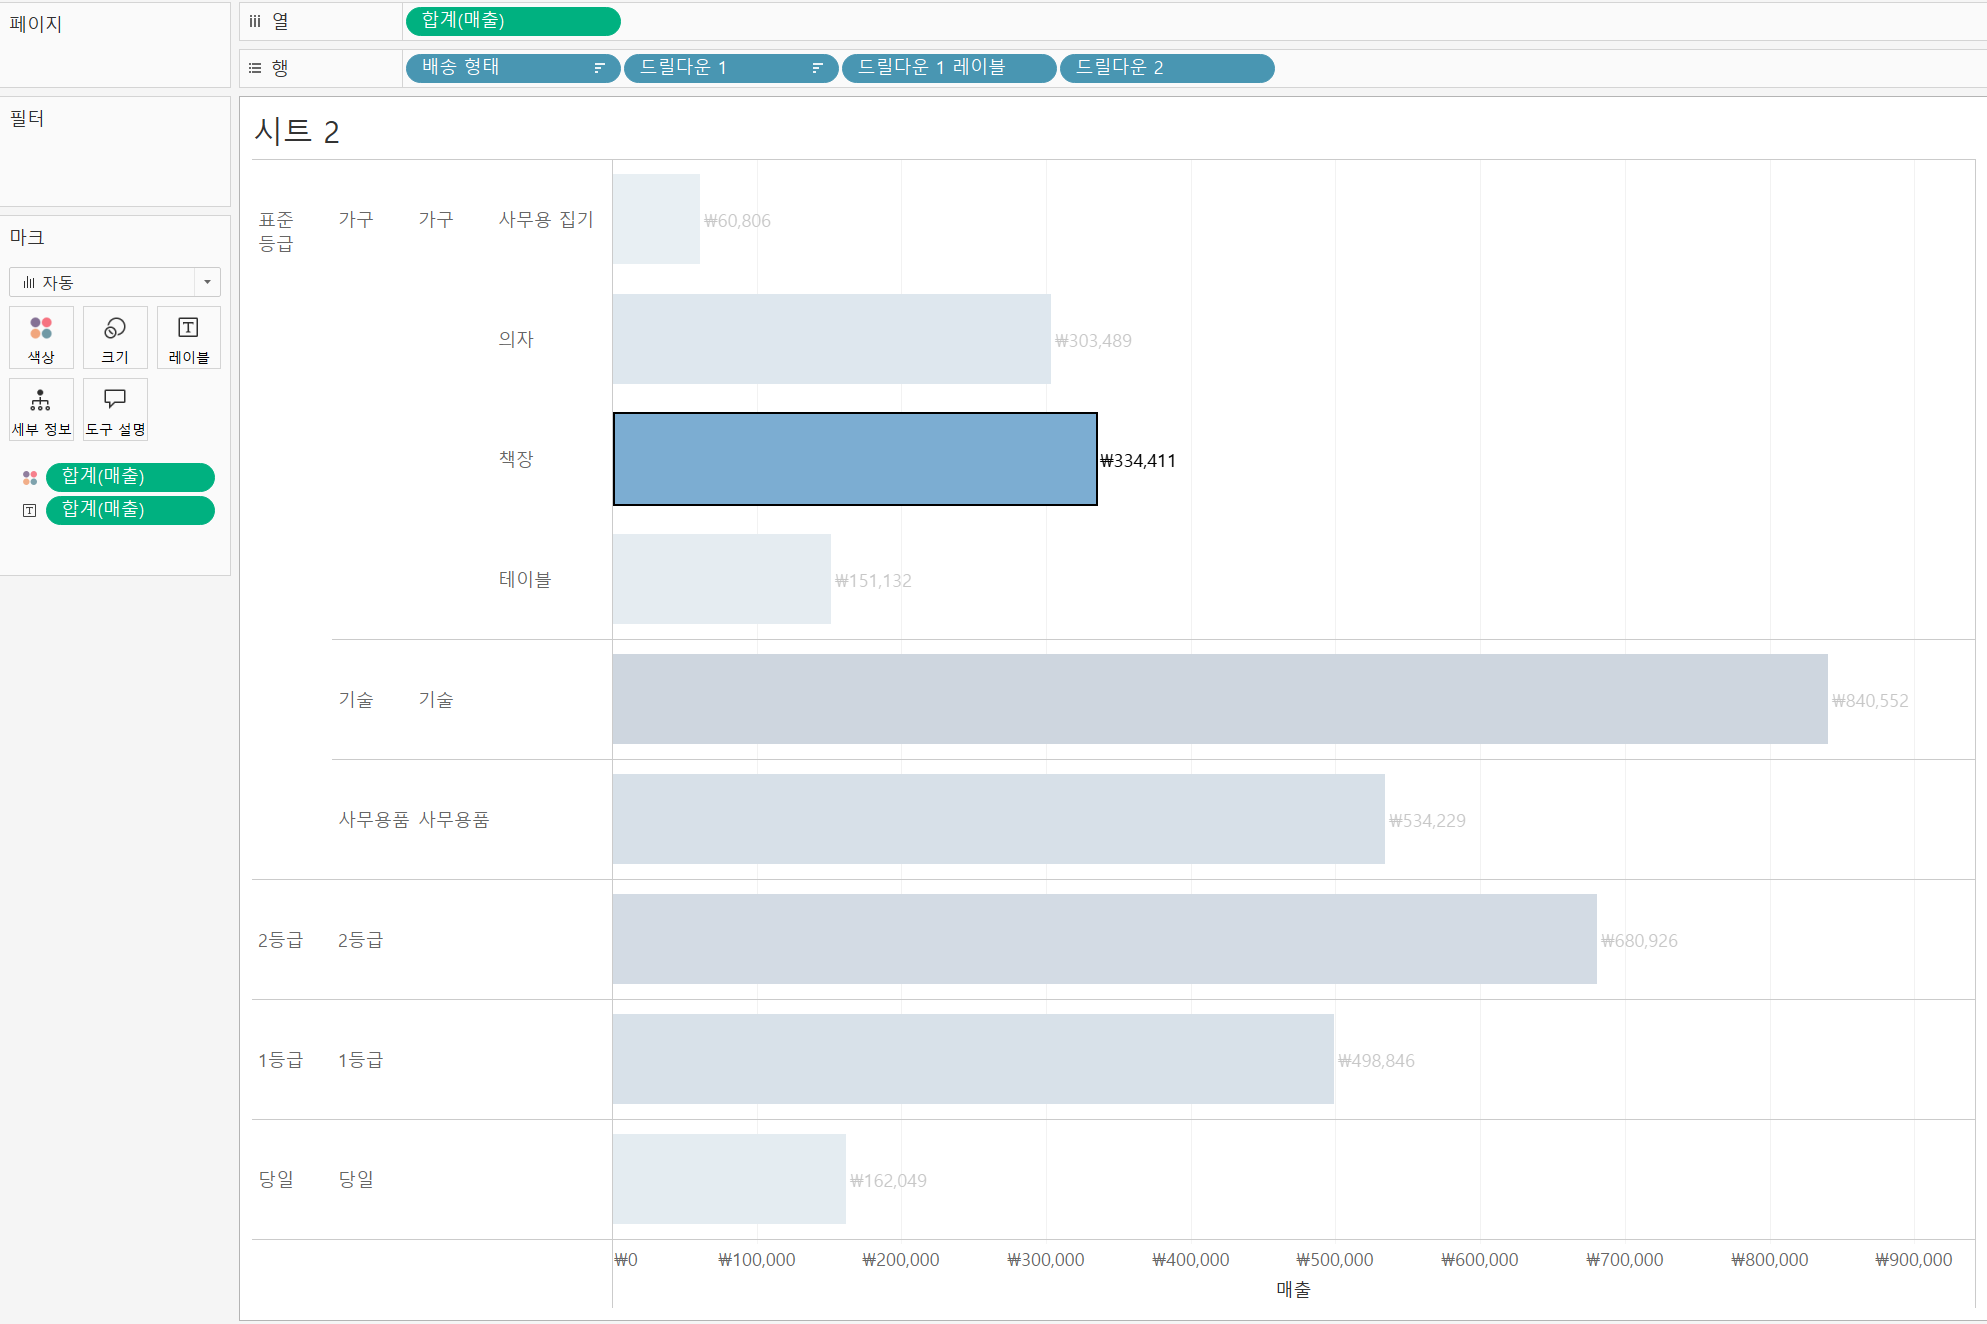 페이지
열
합계(매출)
행
배송 형태
드릴다운 1
드릴다운 1 레이블
드릴다운 2
필터
마크
자동
색상
크기
레이블
세부 정보
도구 설명
합계(매출)
합계(매출)
시트 2
표준
등급
가구
가구
사무용 집기
₩60,806
의자
₩303,489
책장
₩334,411
테이블
₩151,132
기술
기술
₩840,552
사무용품
사무용품
₩534,229
2등급
2등급
₩680,926
1등급
1등급
₩498,846
당일
당일
₩162,049
₩0
₩100,000
₩200,000
₩300,000
₩400,000
₩500,000
₩600,000
₩700,000
₩800,000
₩900,000
매출